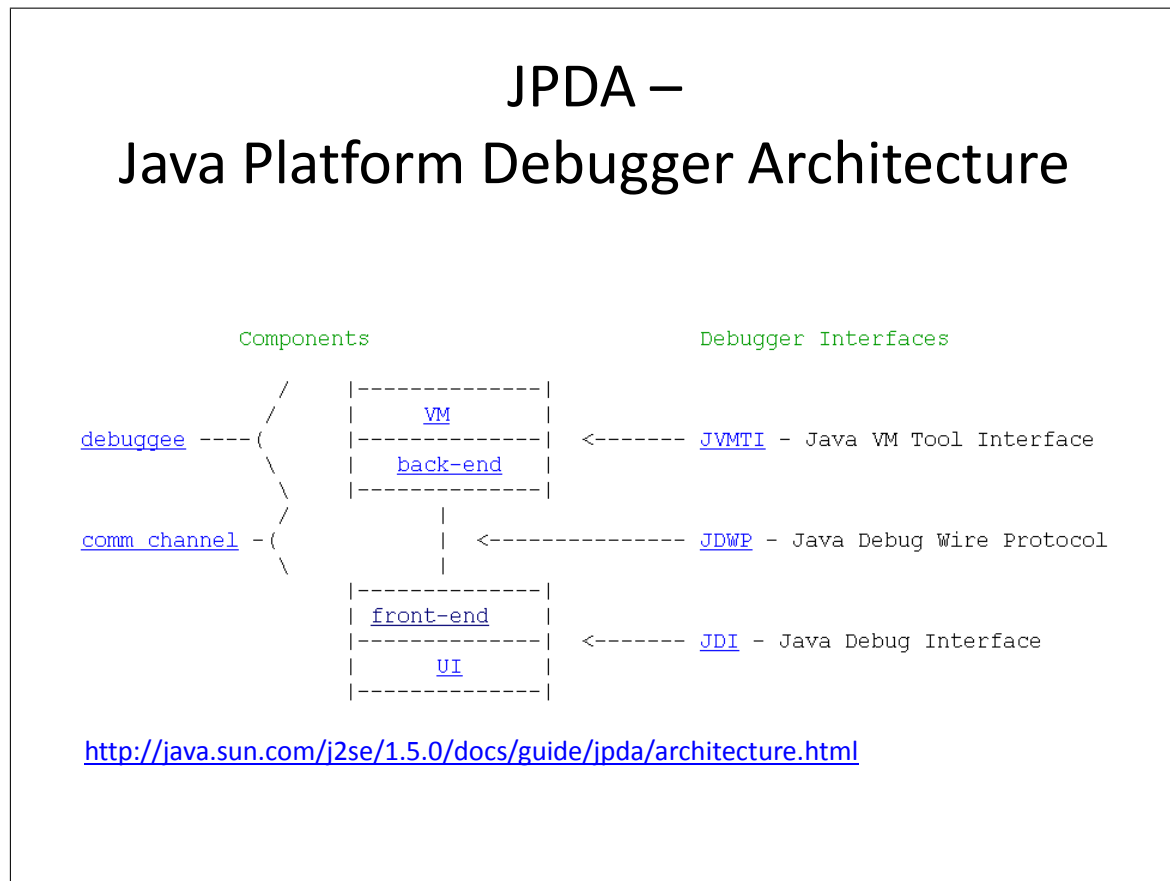 JPDA –
Java Platform Debugger Architecture
Components Debugger Interfaces
/ |--------------|
/ | VM |
debuggee ----( |--------------| <------- JVMTI - Java VM Tool Interface
\ | back-end |
\ |--------------|
/ |
comm channel -( | <--------------- JDWP - Java Debug Wire Protocol
\ |
|--------------|
| front-end |
|--------------| <------- JDI - Java Debug Interface
| UI |
|--------------|
http://java.sun.com/j2se/1.5.0/docs/guide/jpda/architecture.html